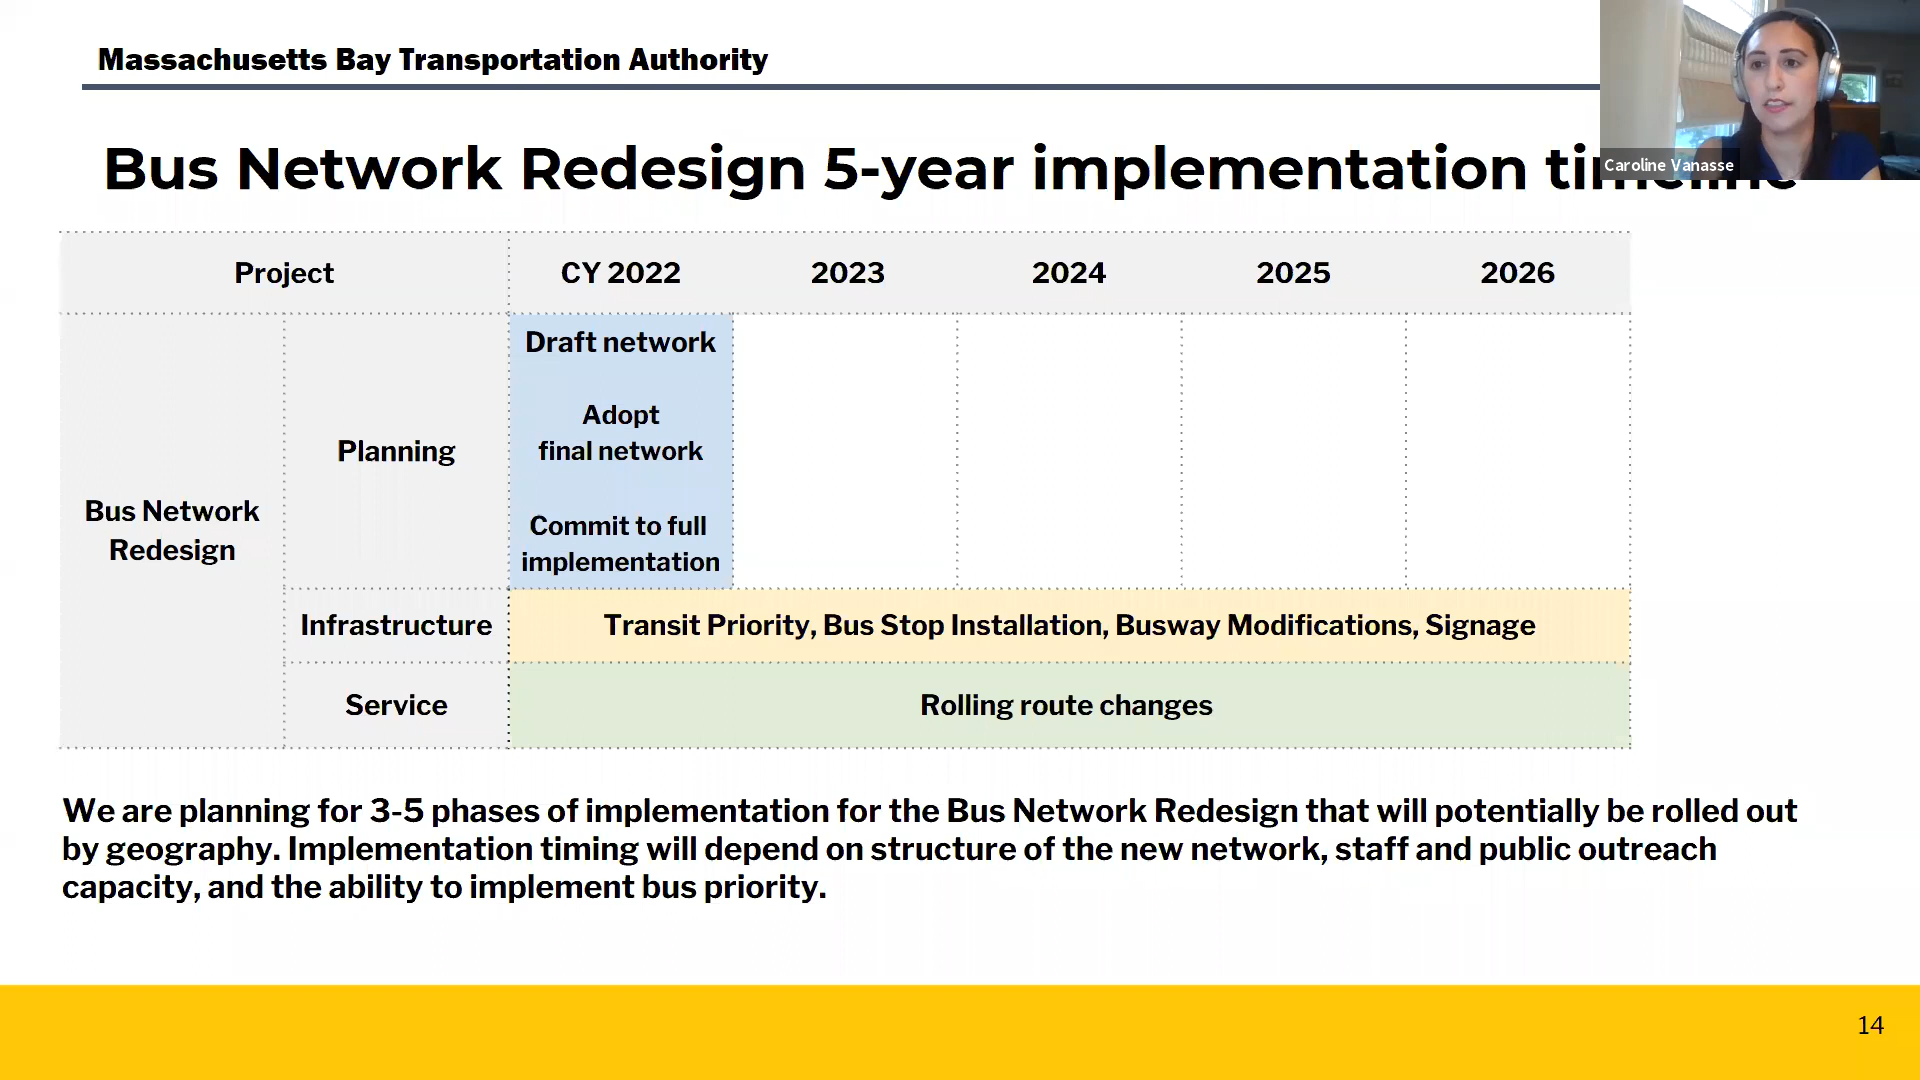 Massachusetts Bay Transportation Authority
Bus Network Redesign 5-year implementation timeline
Caroline Vanasse
Project
CY 2022
2023
2024
2025
2026
Bus Network
Redesign
Planning
Draft network
Adopt
final network
Commit to full
implementation
Infrastructure
Transit Priority, Bus Stop Installation, Busway Modifications, Signage
Service
Rolling route changes
We are planning for 3-5 phases of implementation for the Bus Network Redesign that will potentially be rolled out
by geography. Implementation timing will depend on structure of the new network, staff and public outreach
capacity, and the ability to implement bus priority.
14